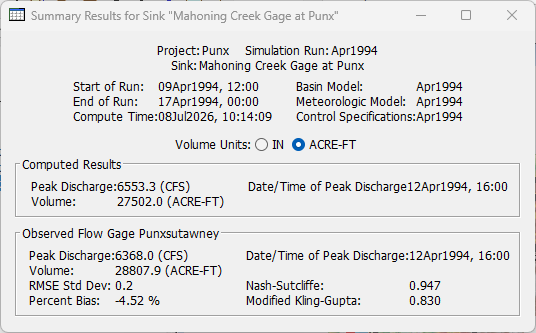 Summary Results for Sink "Mahoning Creek Gage at Punx"
Project: Punx Simulation Run: Apr1994
Sink: Mahoning Creek Gage at Punx
Start of Run: 09Apr1994, 12:00 Basin Model: Apr1994
End of Run: 17Apr1994, 00:00 Meteorologic Model: Apr1994
Compute Time:08Jul2026, 10:14:09 Control Specifications:Apr1994
Volume Units: IN ACRE-FT
Computed Results
Peak Discharge:6553.3 (CFS) Date/Time of Peak Discharge12Apr1994, 16:00
Volume: 27502.0 (ACRE-FT)
Observed Flow Gage Punxsutawney
Peak Discharge:6368.0 (CFS) Date/Time of Peak Discharge:12Apr1994, 16:00
Volume: 28807.9 (ACRE-FT)
RMSE Std Dev: 0.2 Nash-Sutcliffe: 0.947
Percent Bias: -4.52 % Modified Kling-Gupta: 0.830